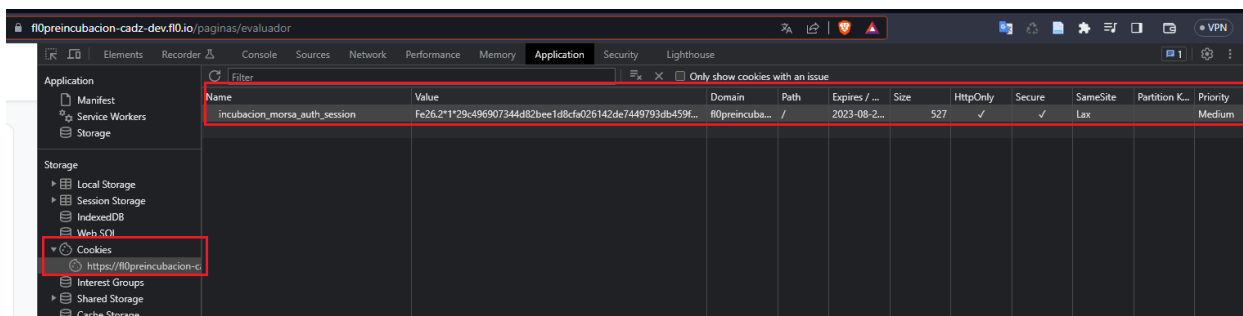 fl0preincubacion-cadz-dev.fl0.io/paginas/evaluador VPN
Elements Recorder Console Sources Network Performance Memory Application Security Lighthouse 1
Application
Manifest
Service Workers
Storage
Storage
Local Storage
Session Storage
IndexedDB
Web SQL
Cookies
https://fl0preincubacion-c
Interest Groups
Shared Storage
Cache Storage
Filter Only show cookies with an issue
Name Value Domain Path Expires / ... Size HttpOnly Secure SameSite Partition K... Priority
incubacion_morsa_auth_session Fe26.2*1*29c496907344d82bee1d8cfa026142de7449793db459f... fl0preincuba... / 2023-08-2... 527 ✓ ✓ Lax Medium